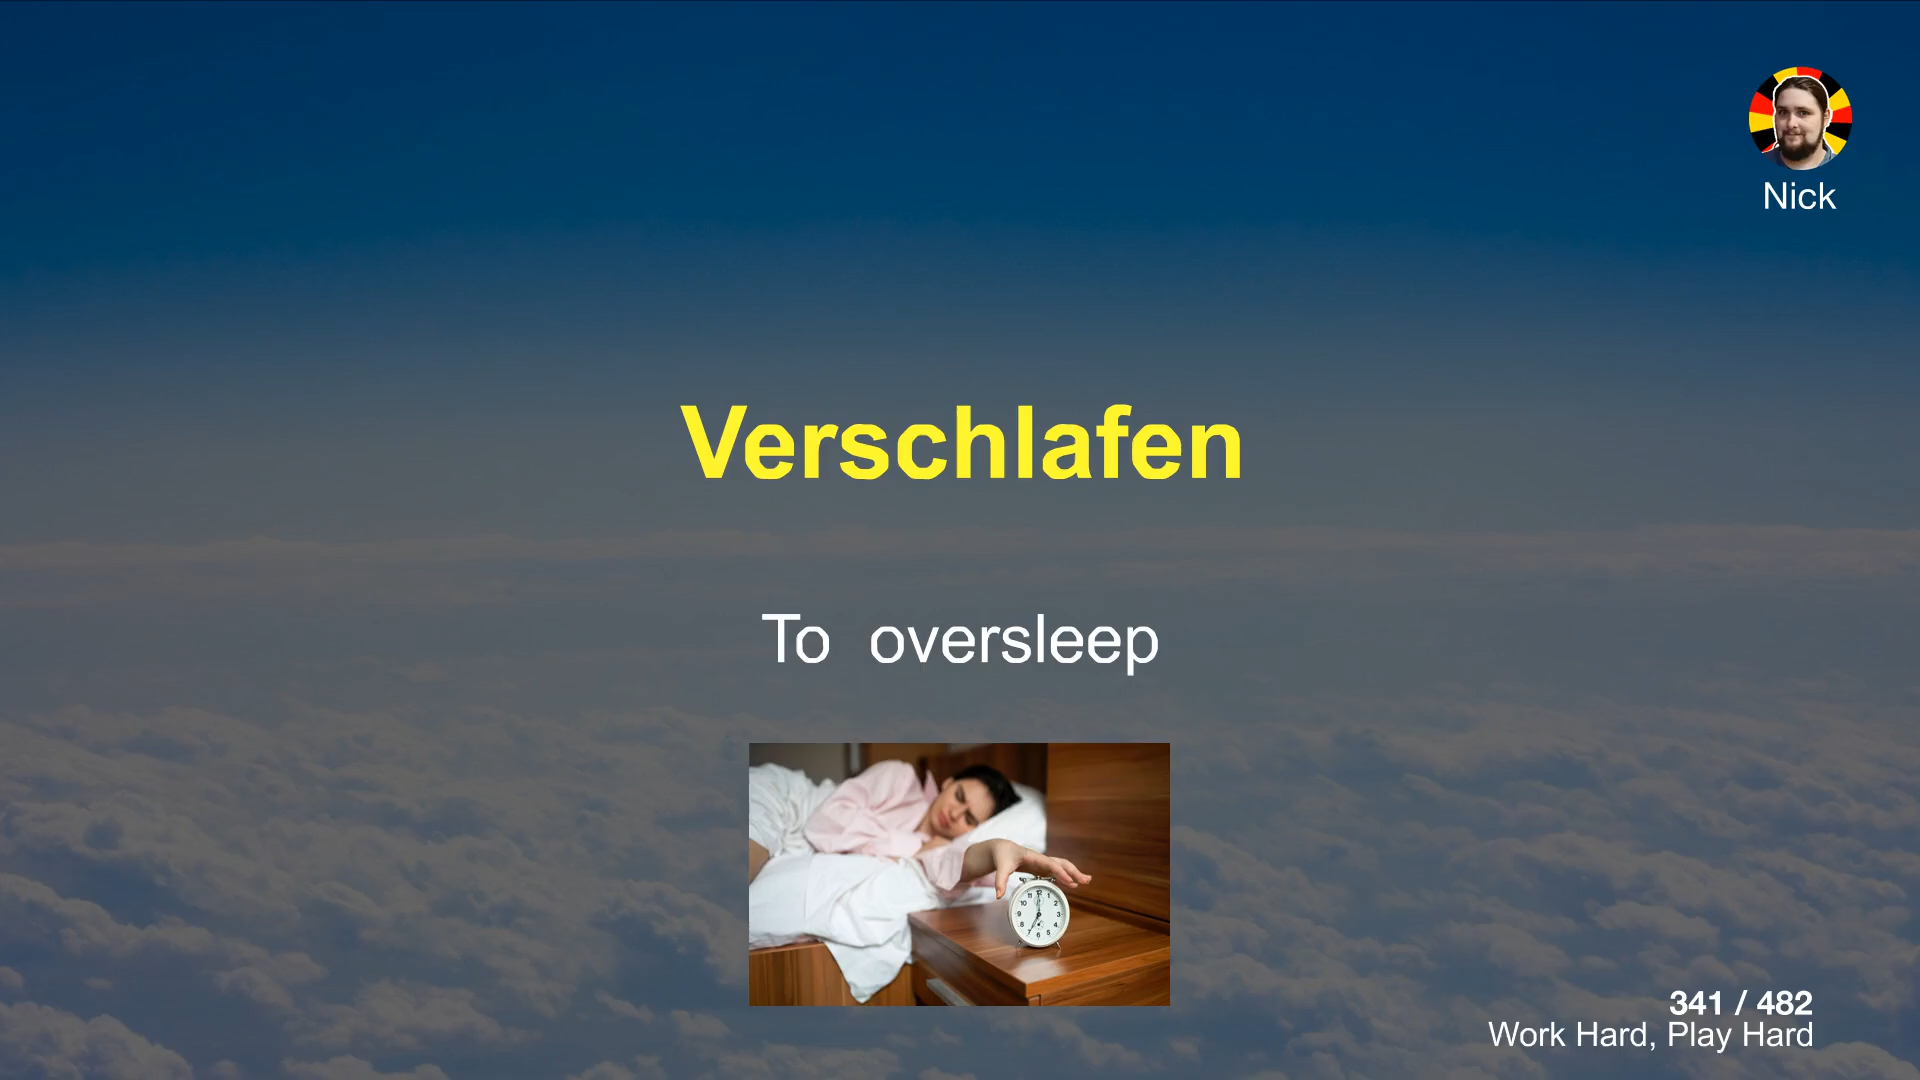 Nick
Verschlafen
To oversleep
341 / 482
Work Hard, Play Hard